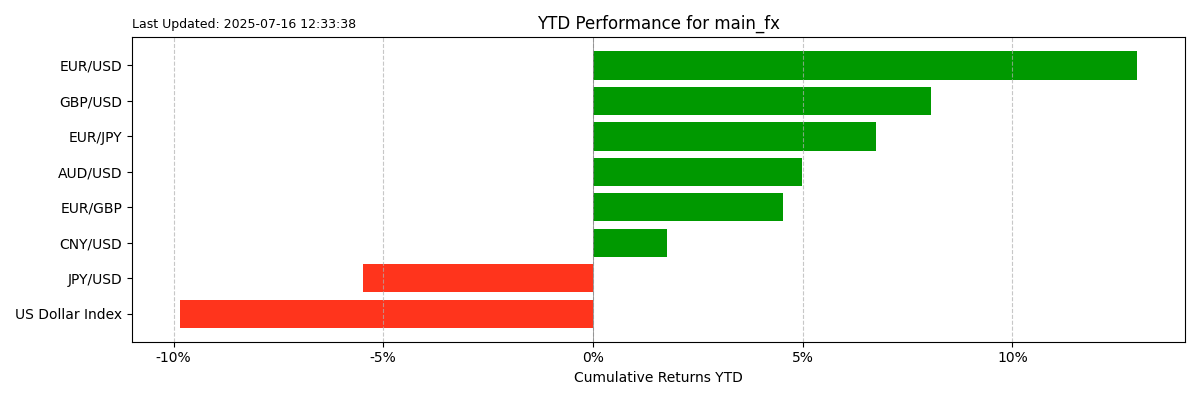 Last Updated: 2025-07-16 12:33:38
YTD Performance for main_fx
EUR/USD
GBP/USD
EUR/JPY
AUD/USD
EUR/GBP
CNY/USD
JPY/USD
US Dollar Index
-10%
-5%
0%
5%
10%
Cumulative Returns YTD